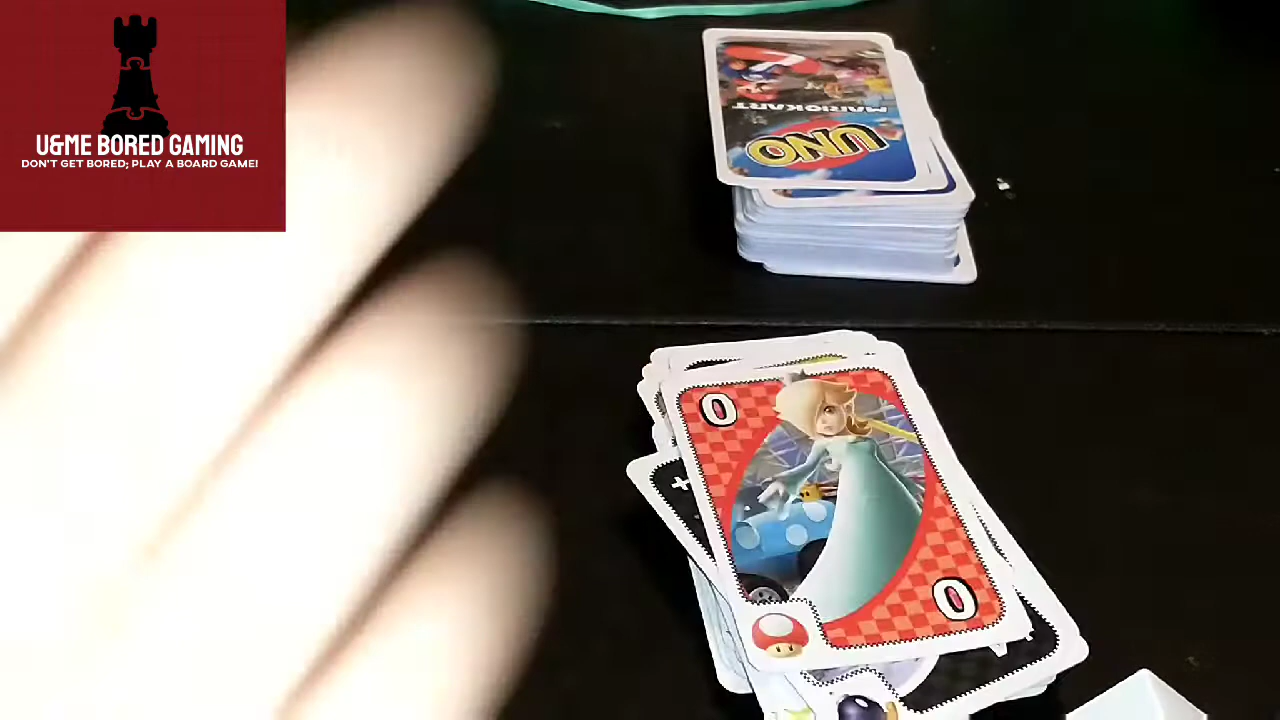 U&ME BORED GAMING
DON'T GET BORED; PLAY A BOARD GAME!
MARIOKART
UNO
0
+
0